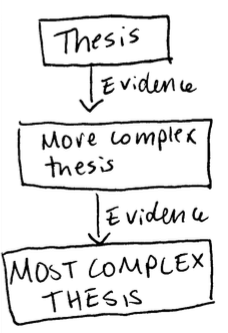 Thesis
Evidence
More complex
thesis
Evidence
MOST COMPLEX
THESIS